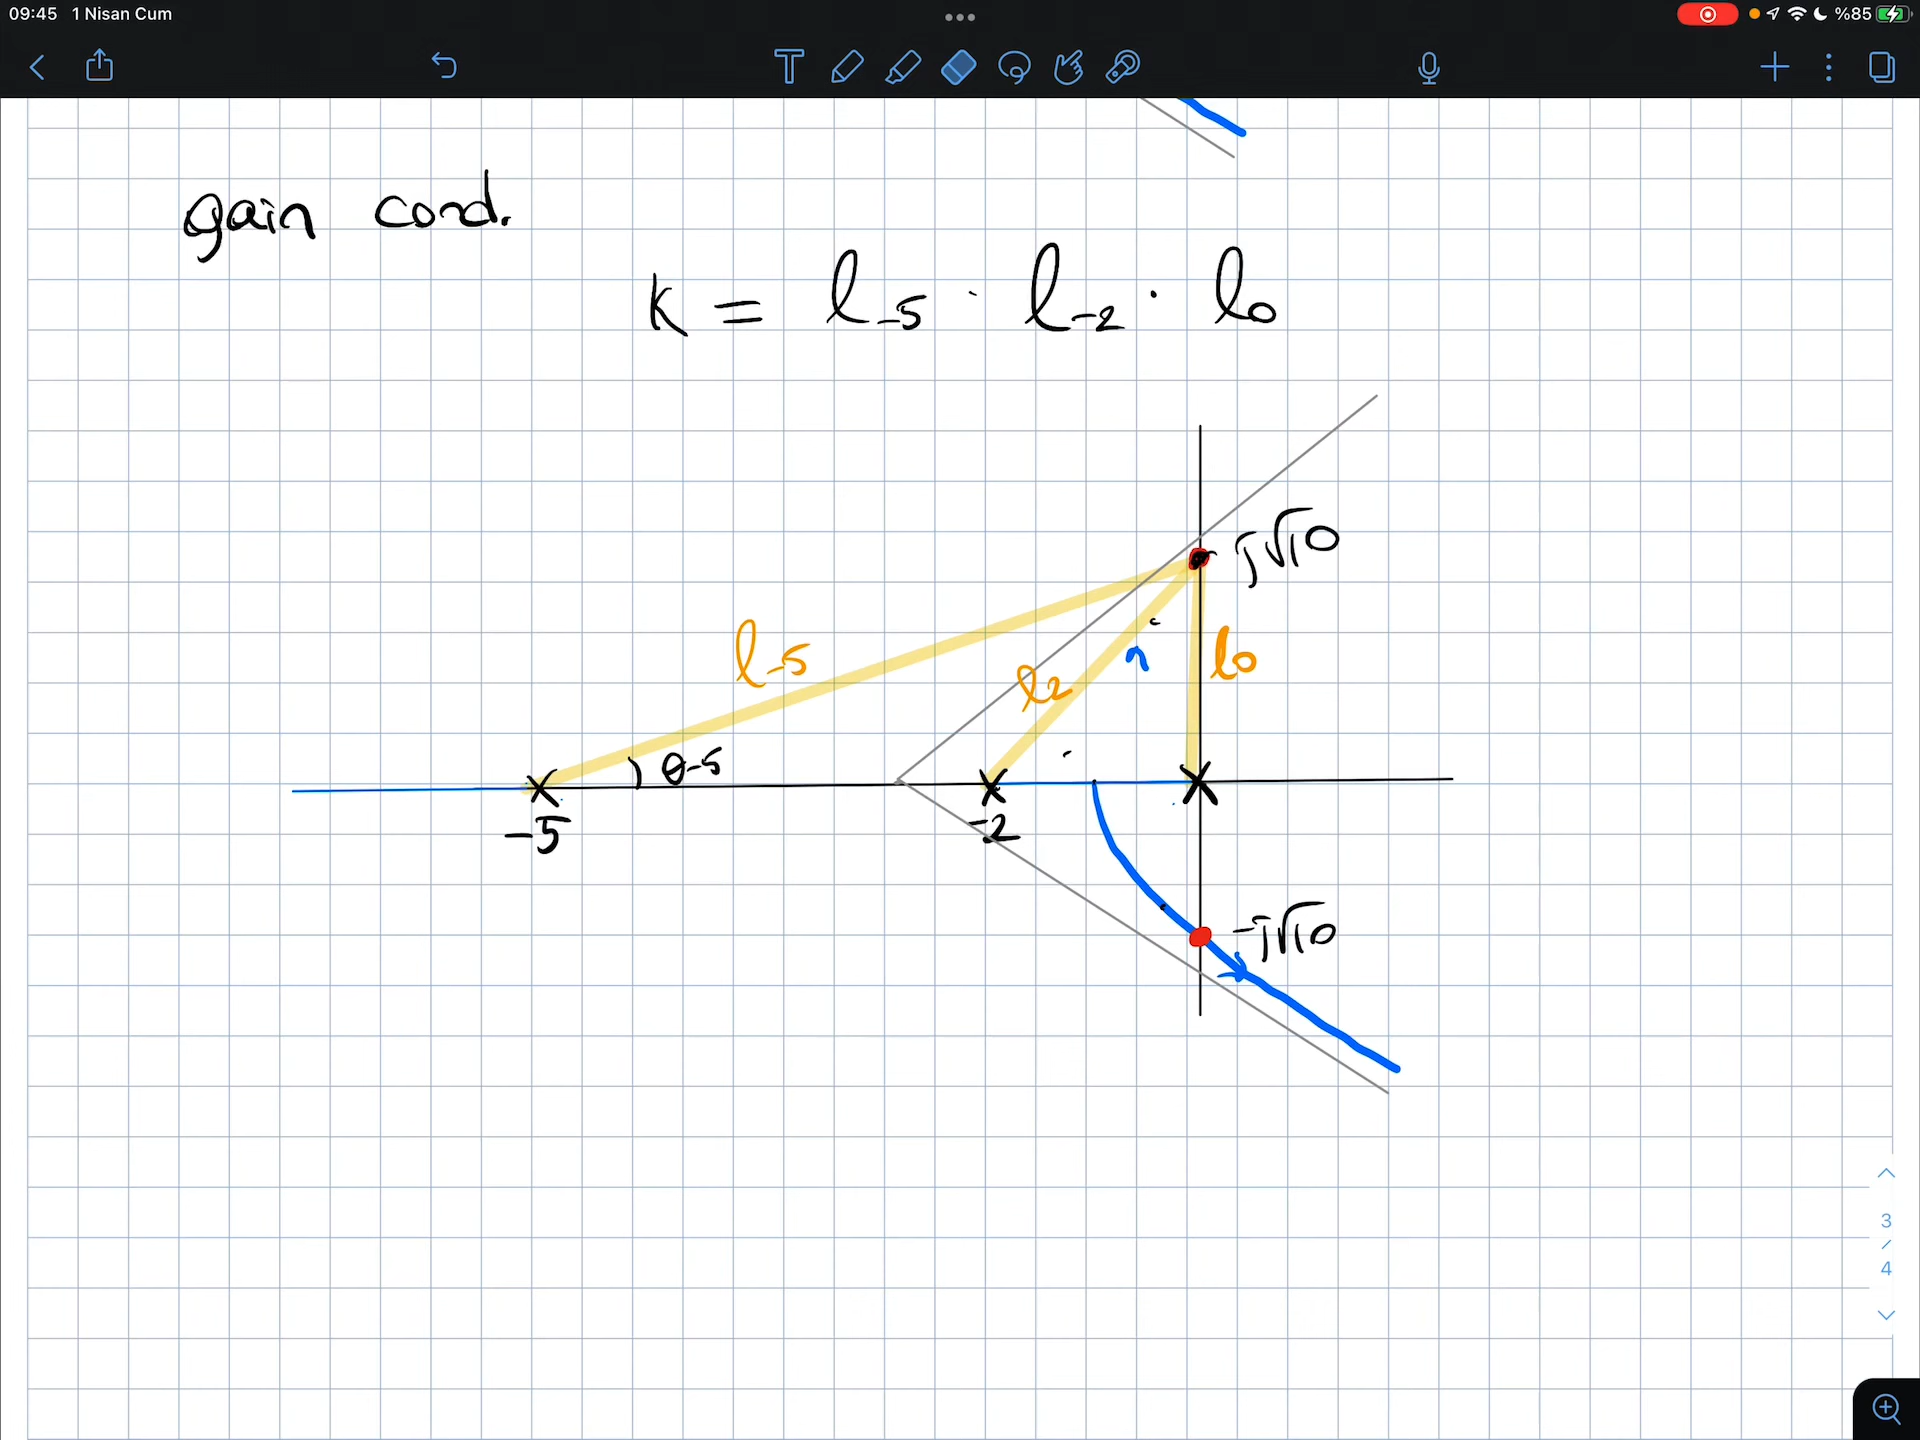 09:45 1 Nisan Cum
%85
T
gain cond.
K = l-5 · l-2 · l0
j√10
l-5
l2
l0
θ-5
-5
-2
-j√10
3
/
4